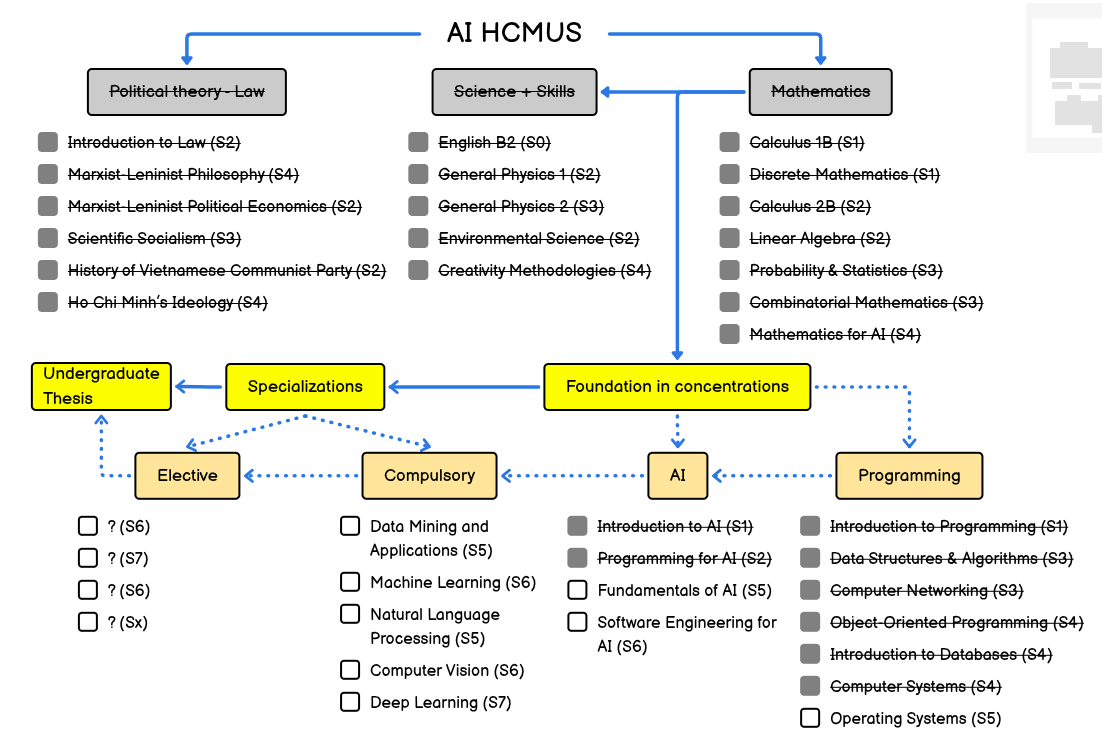 AI HCMUS
Political theory - Law
Introduction to Law (S2)
Marxist-Leninist Philosophy (S4)
Marxist-Leninist Political Economics (S2)
Scientific Socialism (S3)
History of Vietnamese Communist Party (S2)
Ho Chi Minh's Ideology (S4)
Science + Skills
English B2 (S0)
General Physics 1 (S2)
General Physics 2 (S3)
Environmental Science (S2)
Creativity Methodologies (S4)
Mathematics
Calculus 1B (S1)
Discrete Mathematics (S1)
Calculus 2B (S2)
Linear Algebra (S2)
Probability & Statistics (S3)
Combinatorial Mathematics (S3)
Mathematics for AI (S4)
Undergraduate
Thesis
Specializations
Foundation in concentrations
Elective
? (S6)
? (S7)
? (S6)
? (Sx)
Compulsory
Data Mining and
Applications (S5)
Machine Learning (S6)
Natural Language
Processing (S5)
Computer Vision (S6)
Deep Learning (S7)
AI
Introduction to AI (S1)
Programming for AI (S2)
Fundamentals of AI (S5)
Software Engineering for
AI (S6)
Programming
Introduction to Programming (S1)
Data Structures & Algorithms (S3)
Computer Networking (S3)
Object-Oriented Programming (S4)
Introduction to Databases (S4)
Computer Systems (S4)
Operating Systems (S5)